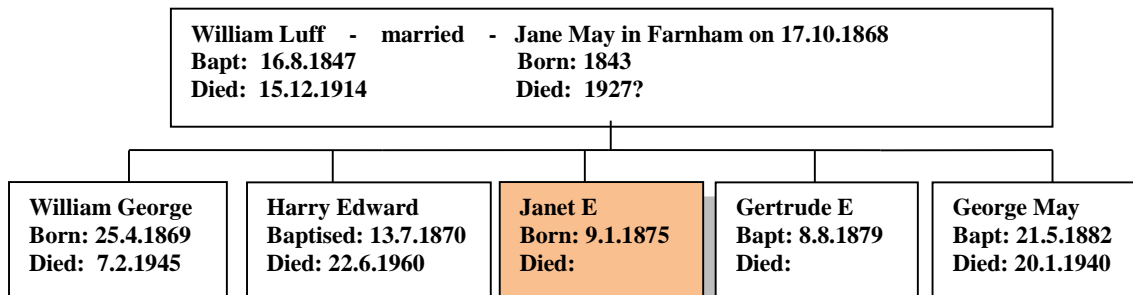 William Luff - married - Jane May in Farnham on 17.10.1868
Bapt: 16.8.1847 Born: 1843
Died: 15.12.1914 Died: 1927?
William George
Born: 25.4.1869
Died: 7.2.1945
Harry Edward
Baptised: 13.7.1870
Died: 22.6.1960
Janet E
Born: 9.1.1875
Died:
Gertrude E
Bapt: 8.8.1879
Died:
George May
Bapt: 21.5.1882
Died: 20.1.1940